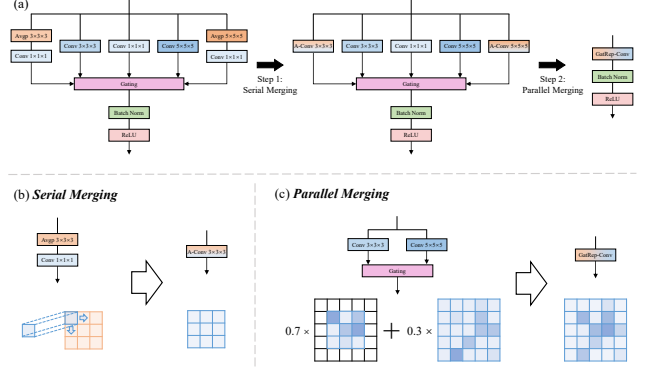 (a)
Avgp 3×3×3
Conv 1×1×1
Conv 3×3×3
Conv 1×1×1
Conv 5×5×5
Avgp 5×5×5
Conv 1×1×1
Gating
Batch Norm
ReLU
Step 1:
Serial Merging
A-Conv 3×3×3
Conv 3×3×3
Conv 1×1×1
Conv 5×5×5
A-Conv 5×5×5
Gating
Batch Norm
ReLU
Step 2:
Parallel Merging
GatRep-Conv
Batch Norm
ReLU
(b) Serial Merging
Avgp 3×3×3
Conv 1×1×1
A-Conv 3×3×3
(c) Parallel Merging
Conv 3×3×3
Conv 5×5×5
Gating
GatRep-Conv
0.7 ×
+
0.3 ×